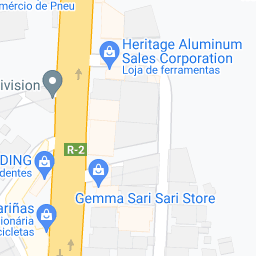 mércio de Pneu
Heritage Aluminum
Sales Corporation
Loja de ferramentas
ivision
R-2
DING
dentes
Gemma Sari Sari Store
ariñas
ionária
cicletas